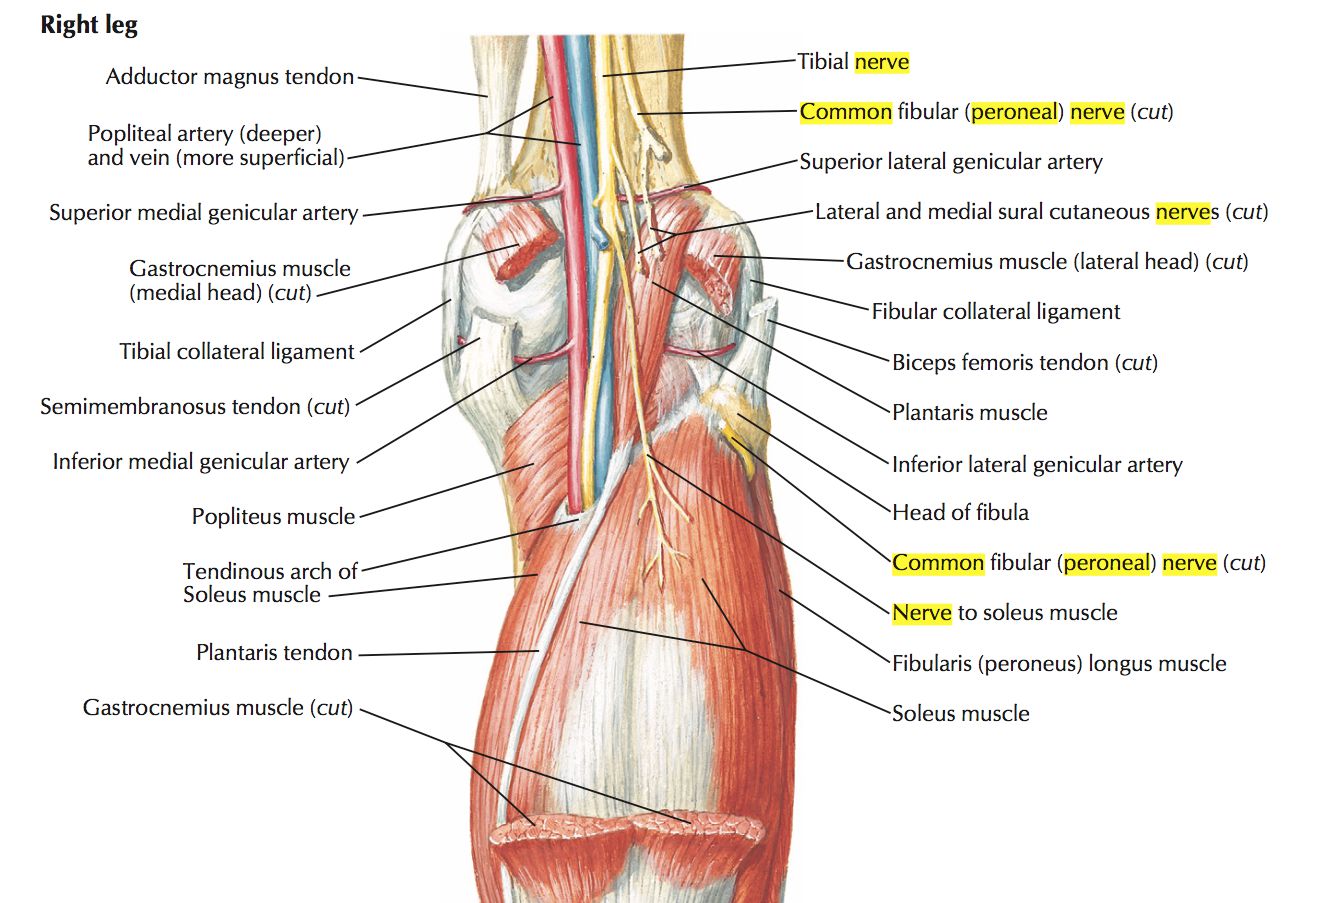 Right leg
Adductor magnus tendon
Popliteal artery (deeper)
and vein (more superficial)
Superior medial genicular artery
Gastrocnemius muscle
(medial head) (cut)
Tibial collateral ligament
Semimembranosus tendon (cut)
Inferior medial genicular artery
Popliteus muscle
Tendinous arch of
Soleus muscle
Plantaris tendon
Gastrocnemius muscle (cut)
Tibial nerve
Common fibular (peroneal) nerve (cut)
Superior lateral genicular artery
Lateral and medial sural cutaneous nerves (cut)
Gastrocnemius muscle (lateral head) (cut)
Fibular collateral ligament
Biceps femoris tendon (cut)
Plantaris muscle
Inferior lateral genicular artery
Head of fibula
Common fibular (peroneal) nerve (cut)
Nerve to soleus muscle
Fibularis (peroneus) longus muscle
Soleus muscle